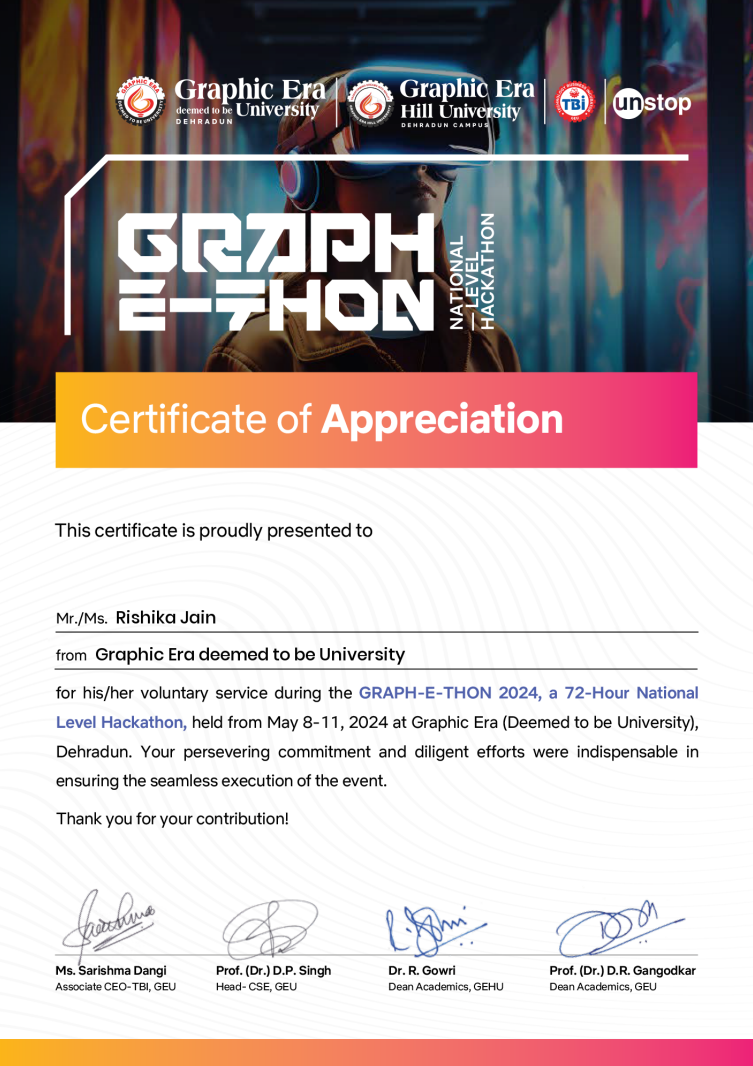 Graphic Era
deemed to be University
DEHRADUN
Graphic Era
Hill University
DEHRADUN CAMPUS
TBi
unstop
GRAPH
E-THON
NATIONAL
LEVEL
HACKATHON
Certificate of Appreciation
This certificate is proudly presented to
Mr./Ms. Rishika Jain
from Graphic Era deemed to be University
for his/her voluntary service during the GRAPH-E-THON 2024, a 72-Hour National
Level Hackathon, held from May 8-11, 2024 at Graphic Era (Deemed to be University),
Dehradun. Your persevering commitment and diligent efforts were indispensable in
ensuring the seamless execution of the event.
Thank you for your contribution!
Ms. Sarishma Dangi
Associate CEO-TBI, GEU
Prof. (Dr.) D.P. Singh
Head- CSE, GEU
Dr. R. Gowri
Dean Academics, GEHU
Prof. (Dr.) D.R. Gangodkar
Dean Academics, GEU